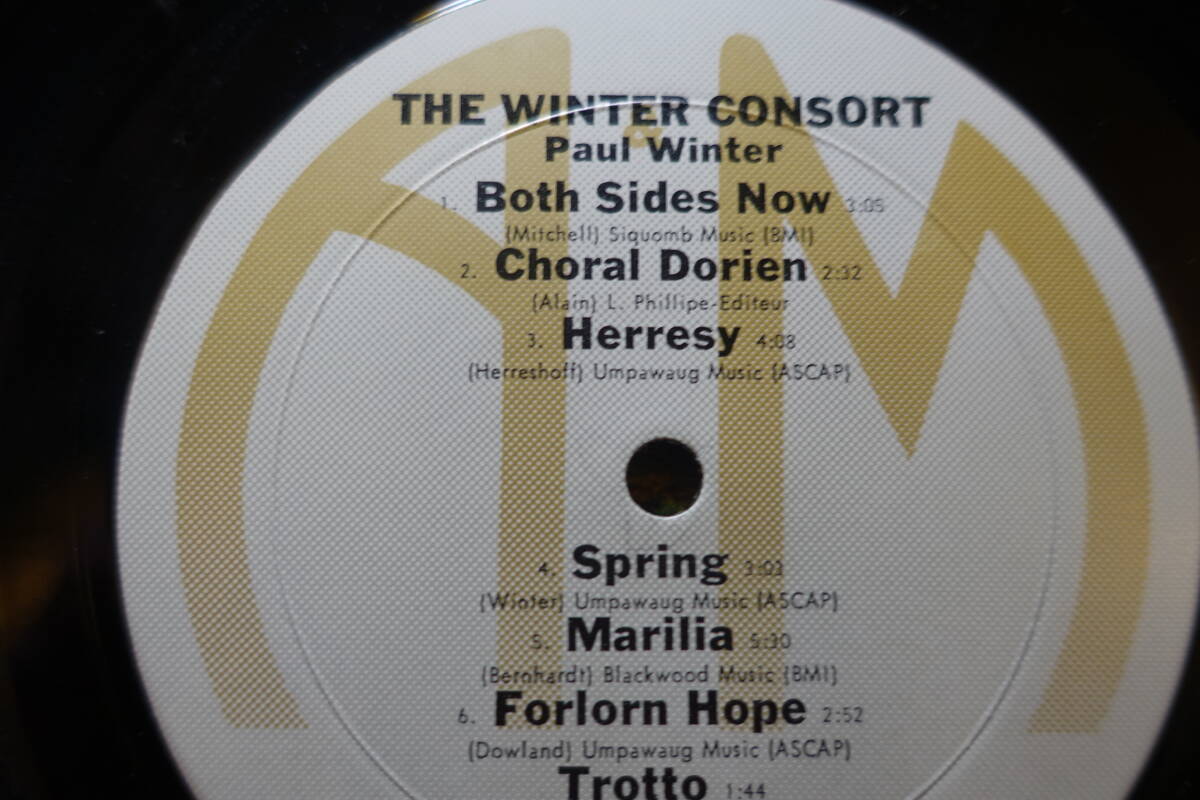 THE WINTER CONSORT
Paul Winter
1. Both Sides Now 3:05
(Mitchell) Siquomb Music (BMI)
2. Choral Dorien 2:32
(Alain) L. Phillipe-Editeur
3. Herresy 4:08
(Herreshoff) Umpawaug Music (ASCAP)
4. Spring 3:03
(Winter) Umpawaug Music (ASCAP)
5. Marilia 5:30
(Bernhardt) Blackwood Music (BMI)
6. Forlorn Hope 2:52
(Dowland) Umpawaug Music (ASCAP)
Trotto 1:44